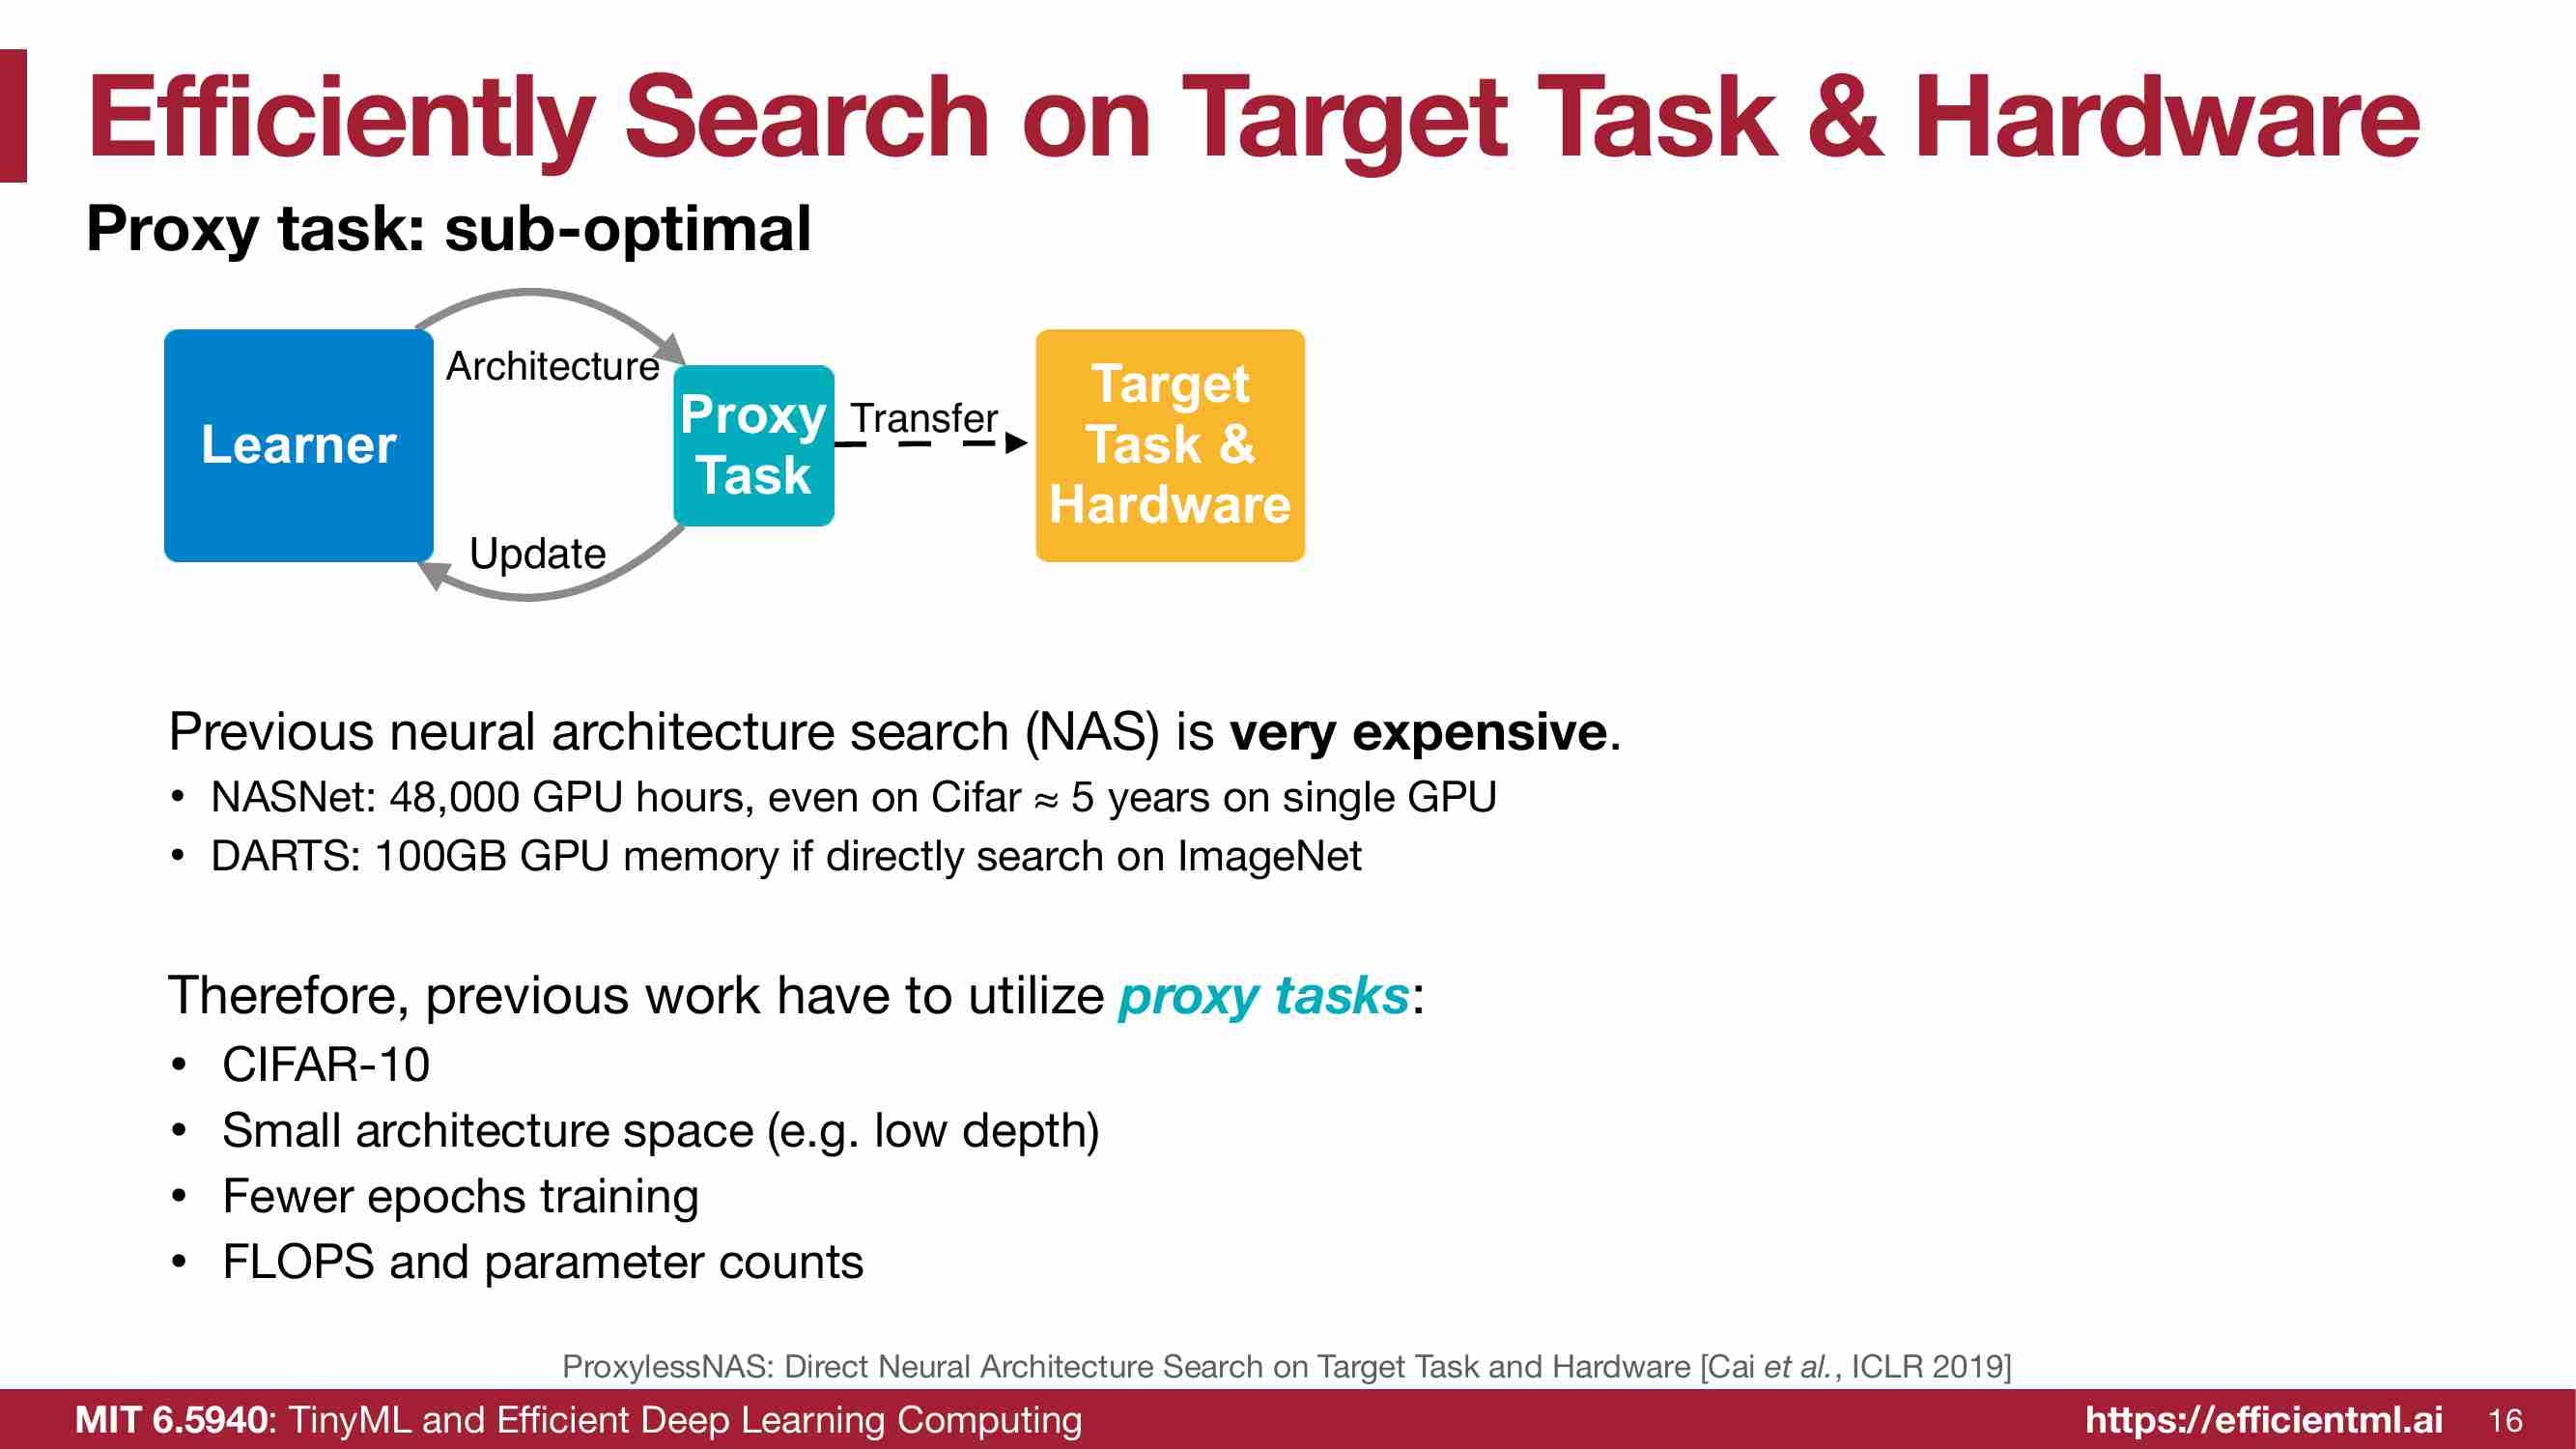 Efficiently Search on Target Task & Hardware
Proxy task: sub-optimal
Learner
Architecture
Update
Proxy
Task
Transfer
Target
Task &
Hardware
Previous neural architecture search (NAS) is very expensive.
• NASNet: 48,000 GPU hours, even on Cifar ≈ 5 years on single GPU
• DARTS: 100GB GPU memory if directly search on ImageNet
Therefore, previous work have to utilize proxy tasks:
• CIFAR-10
• Small architecture space (e.g. low depth)
• Fewer epochs training
• FLOPS and parameter counts
ProxylessNAS: Direct Neural Architecture Search on Target Task and Hardware [Cai et al., ICLR 2019]
MIT 6.5940: TinyML and Efficient Deep Learning Computing
https://efficientml.ai
16